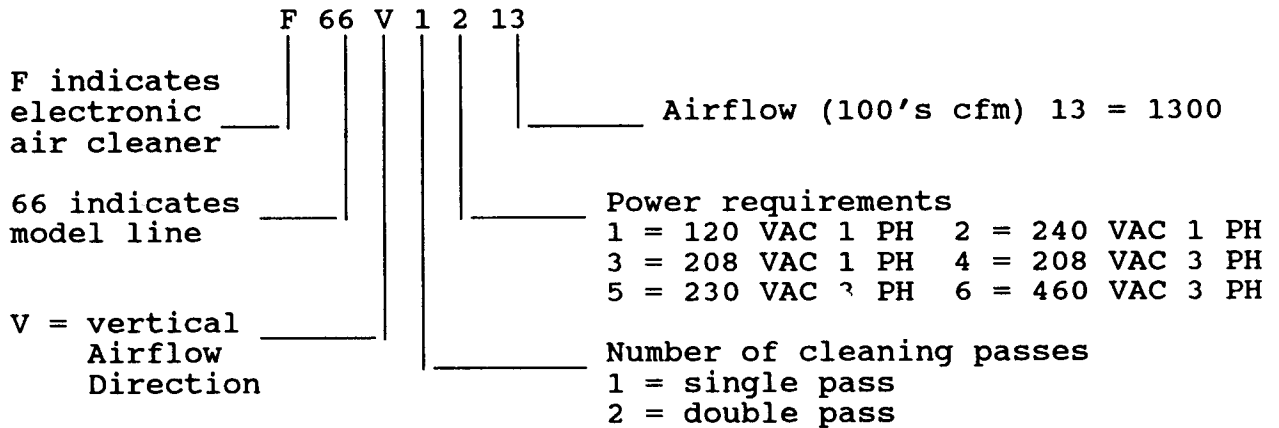 F 66 V 1 2 13
F indicates
electronic
air cleaner
Airflow (100's cfm) 13 = 1300
66 indicates
model line
Power requirements
1 = 120 VAC 1 PH 2 = 240 VAC 1 PH
3 = 208 VAC 1 PH 4 = 208 VAC 3 PH
5 = 230 VAC 3 PH 6 = 460 VAC 3 PH
V = vertical
Airflow
Direction
Number of cleaning passes
1 = single pass
2 = double pass